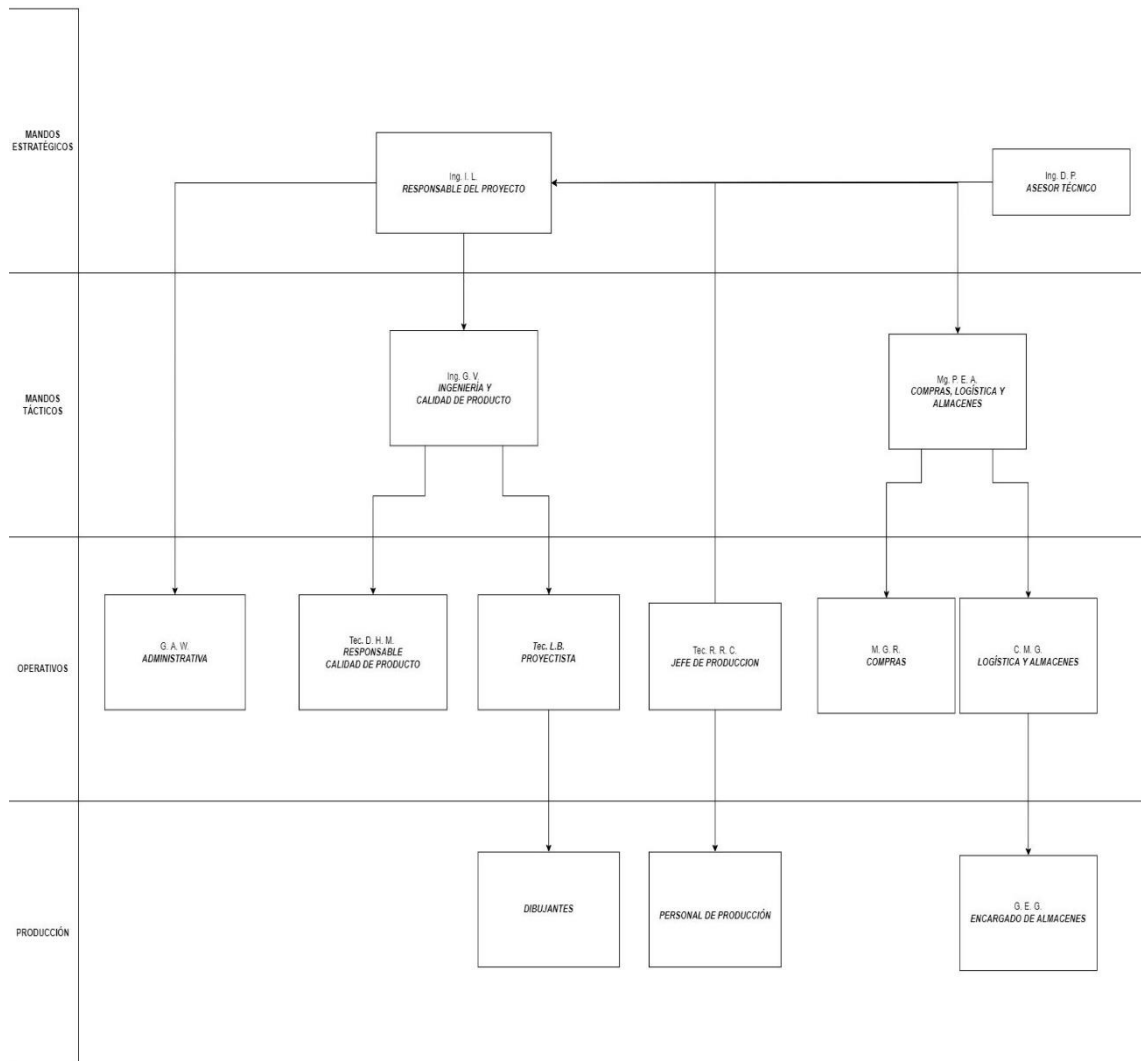 MANDOS
ESTRATÉGICOS
Ing. I. L.
RESPONSABLE DEL PROYECTO
Ing. D. P.
ASESOR TÉCNICO
MANDOS
TÁCTICOS
Ing. G. V.
INGENIERÍA Y
CALIDAD DE PRODUCTO
Mg. P. E. A.
COMPRAS, LOGÍSTICA Y
ALMACENES
OPERATIVOS
G. A. W.
ADMINISTRATIVA
Tec. D. H. M.
RESPONSABLE
CALIDAD DE PRODUCTO
Tec. L.B.
PROYECTISTA
Tec. R. R. C.
JEFE DE PRODUCCION
M. G. R.
COMPRAS
C. M. G.
LOGÍSTICA Y ALMACENES
PRODUCCIÓN
DIBUJANTES
PERSONAL DE PRODUCCIÓN
G. E. G.
ENCARGADO DE ALMACENES